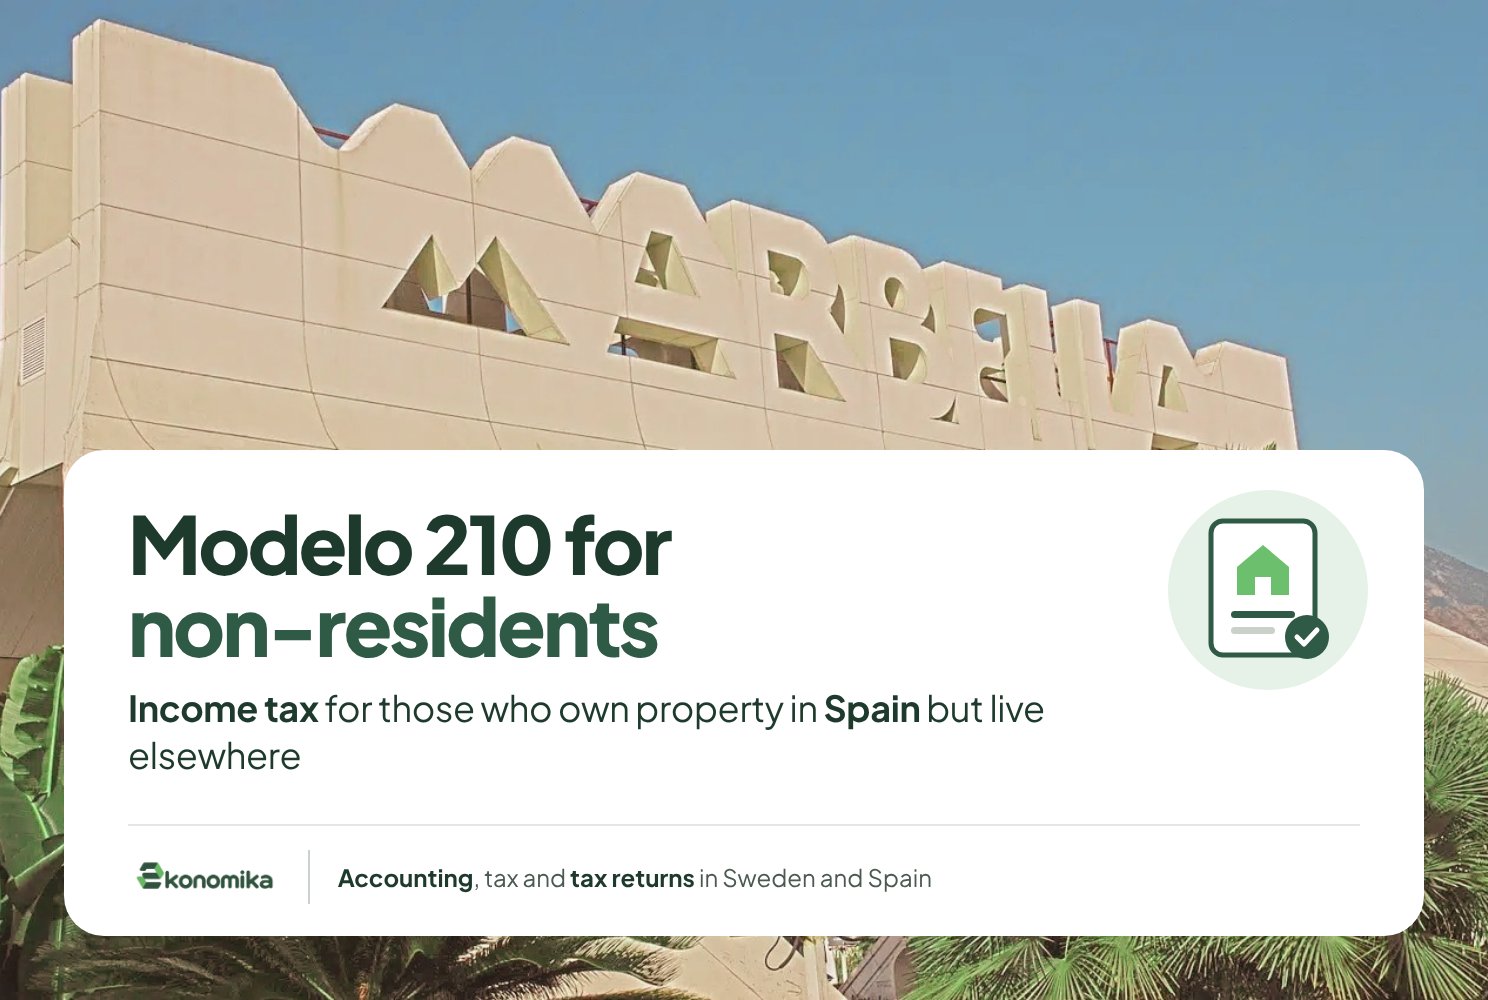 MARBELLA
Modelo 210 for
non-residents
Income tax for those who own property in Spain but live
elsewhere
Ekonomika
Accounting, tax and tax returns in Sweden and Spain